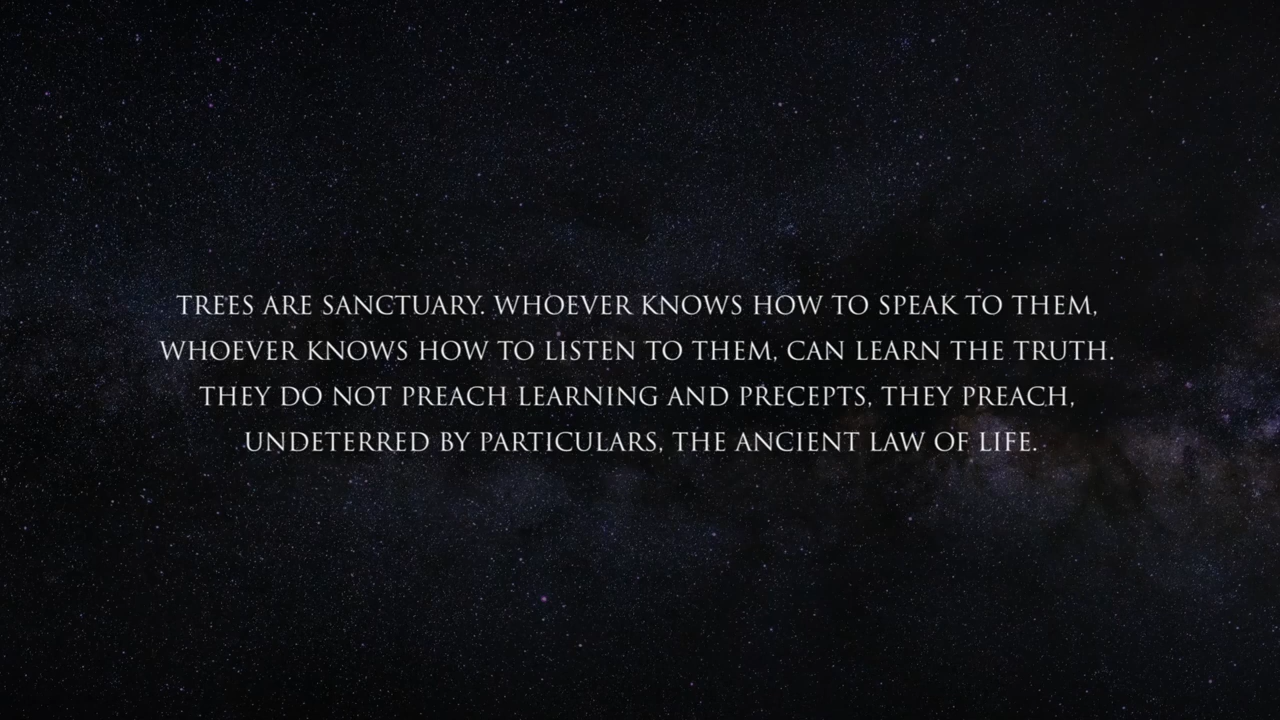 TREES ARE SANCTUARY. WHOEVER KNOWS HOW TO SPEAK TO THEM,
WHOEVER KNOWS HOW TO LISTEN TO THEM, CAN LEARN THE TRUTH.
THEY DO NOT PREACH LEARNING AND PRECEPTS, THEY PREACH,
UNDETERRED BY PARTICULARS, THE ANCIENT LAW OF LIFE.